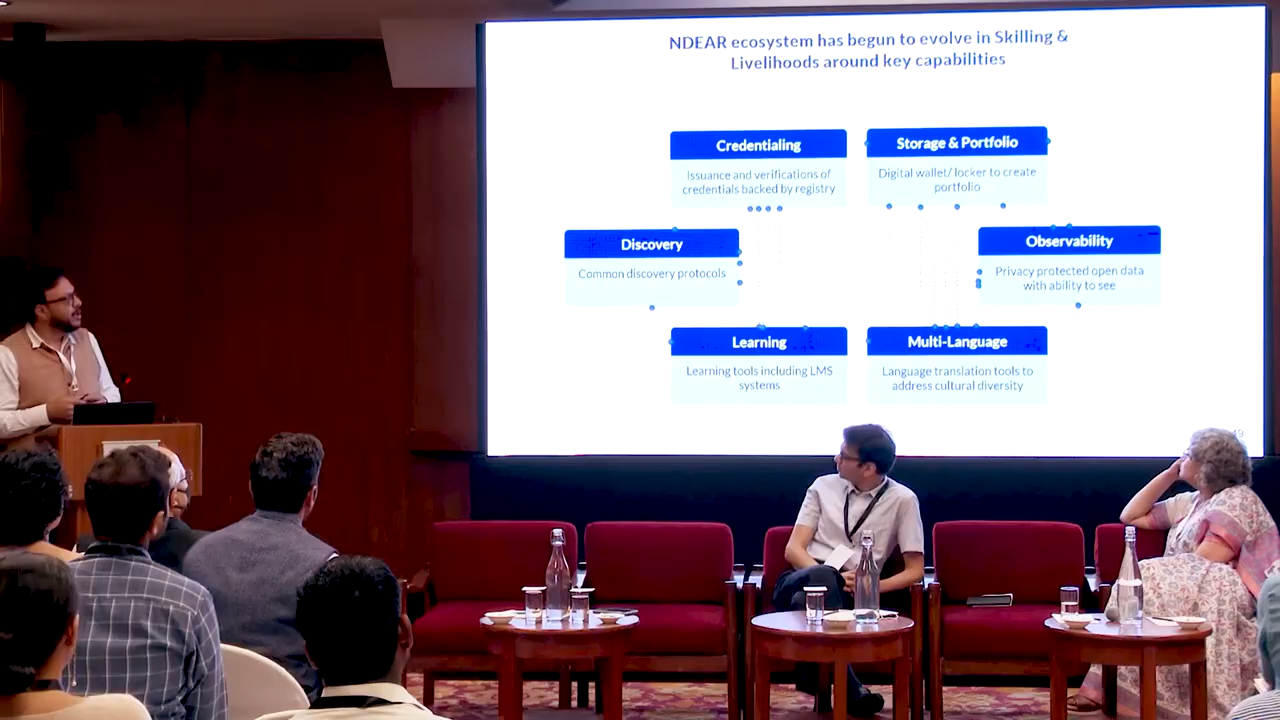 NDEAR ecosystem has begun to evolve in Skilling &
Livelihoods around key capabilities
Credentialing
Issuance and verifications of
credentials backed by registry
Storage & Portfolio
Digital wallet/ locker to create
portfolio
Discovery
Common discovery protocols
Observability
Privacy protected open data
with ability to see
Learning
Learning tools including LMS
systems
Multi-Language
Language translation tools to
address cultural diversity